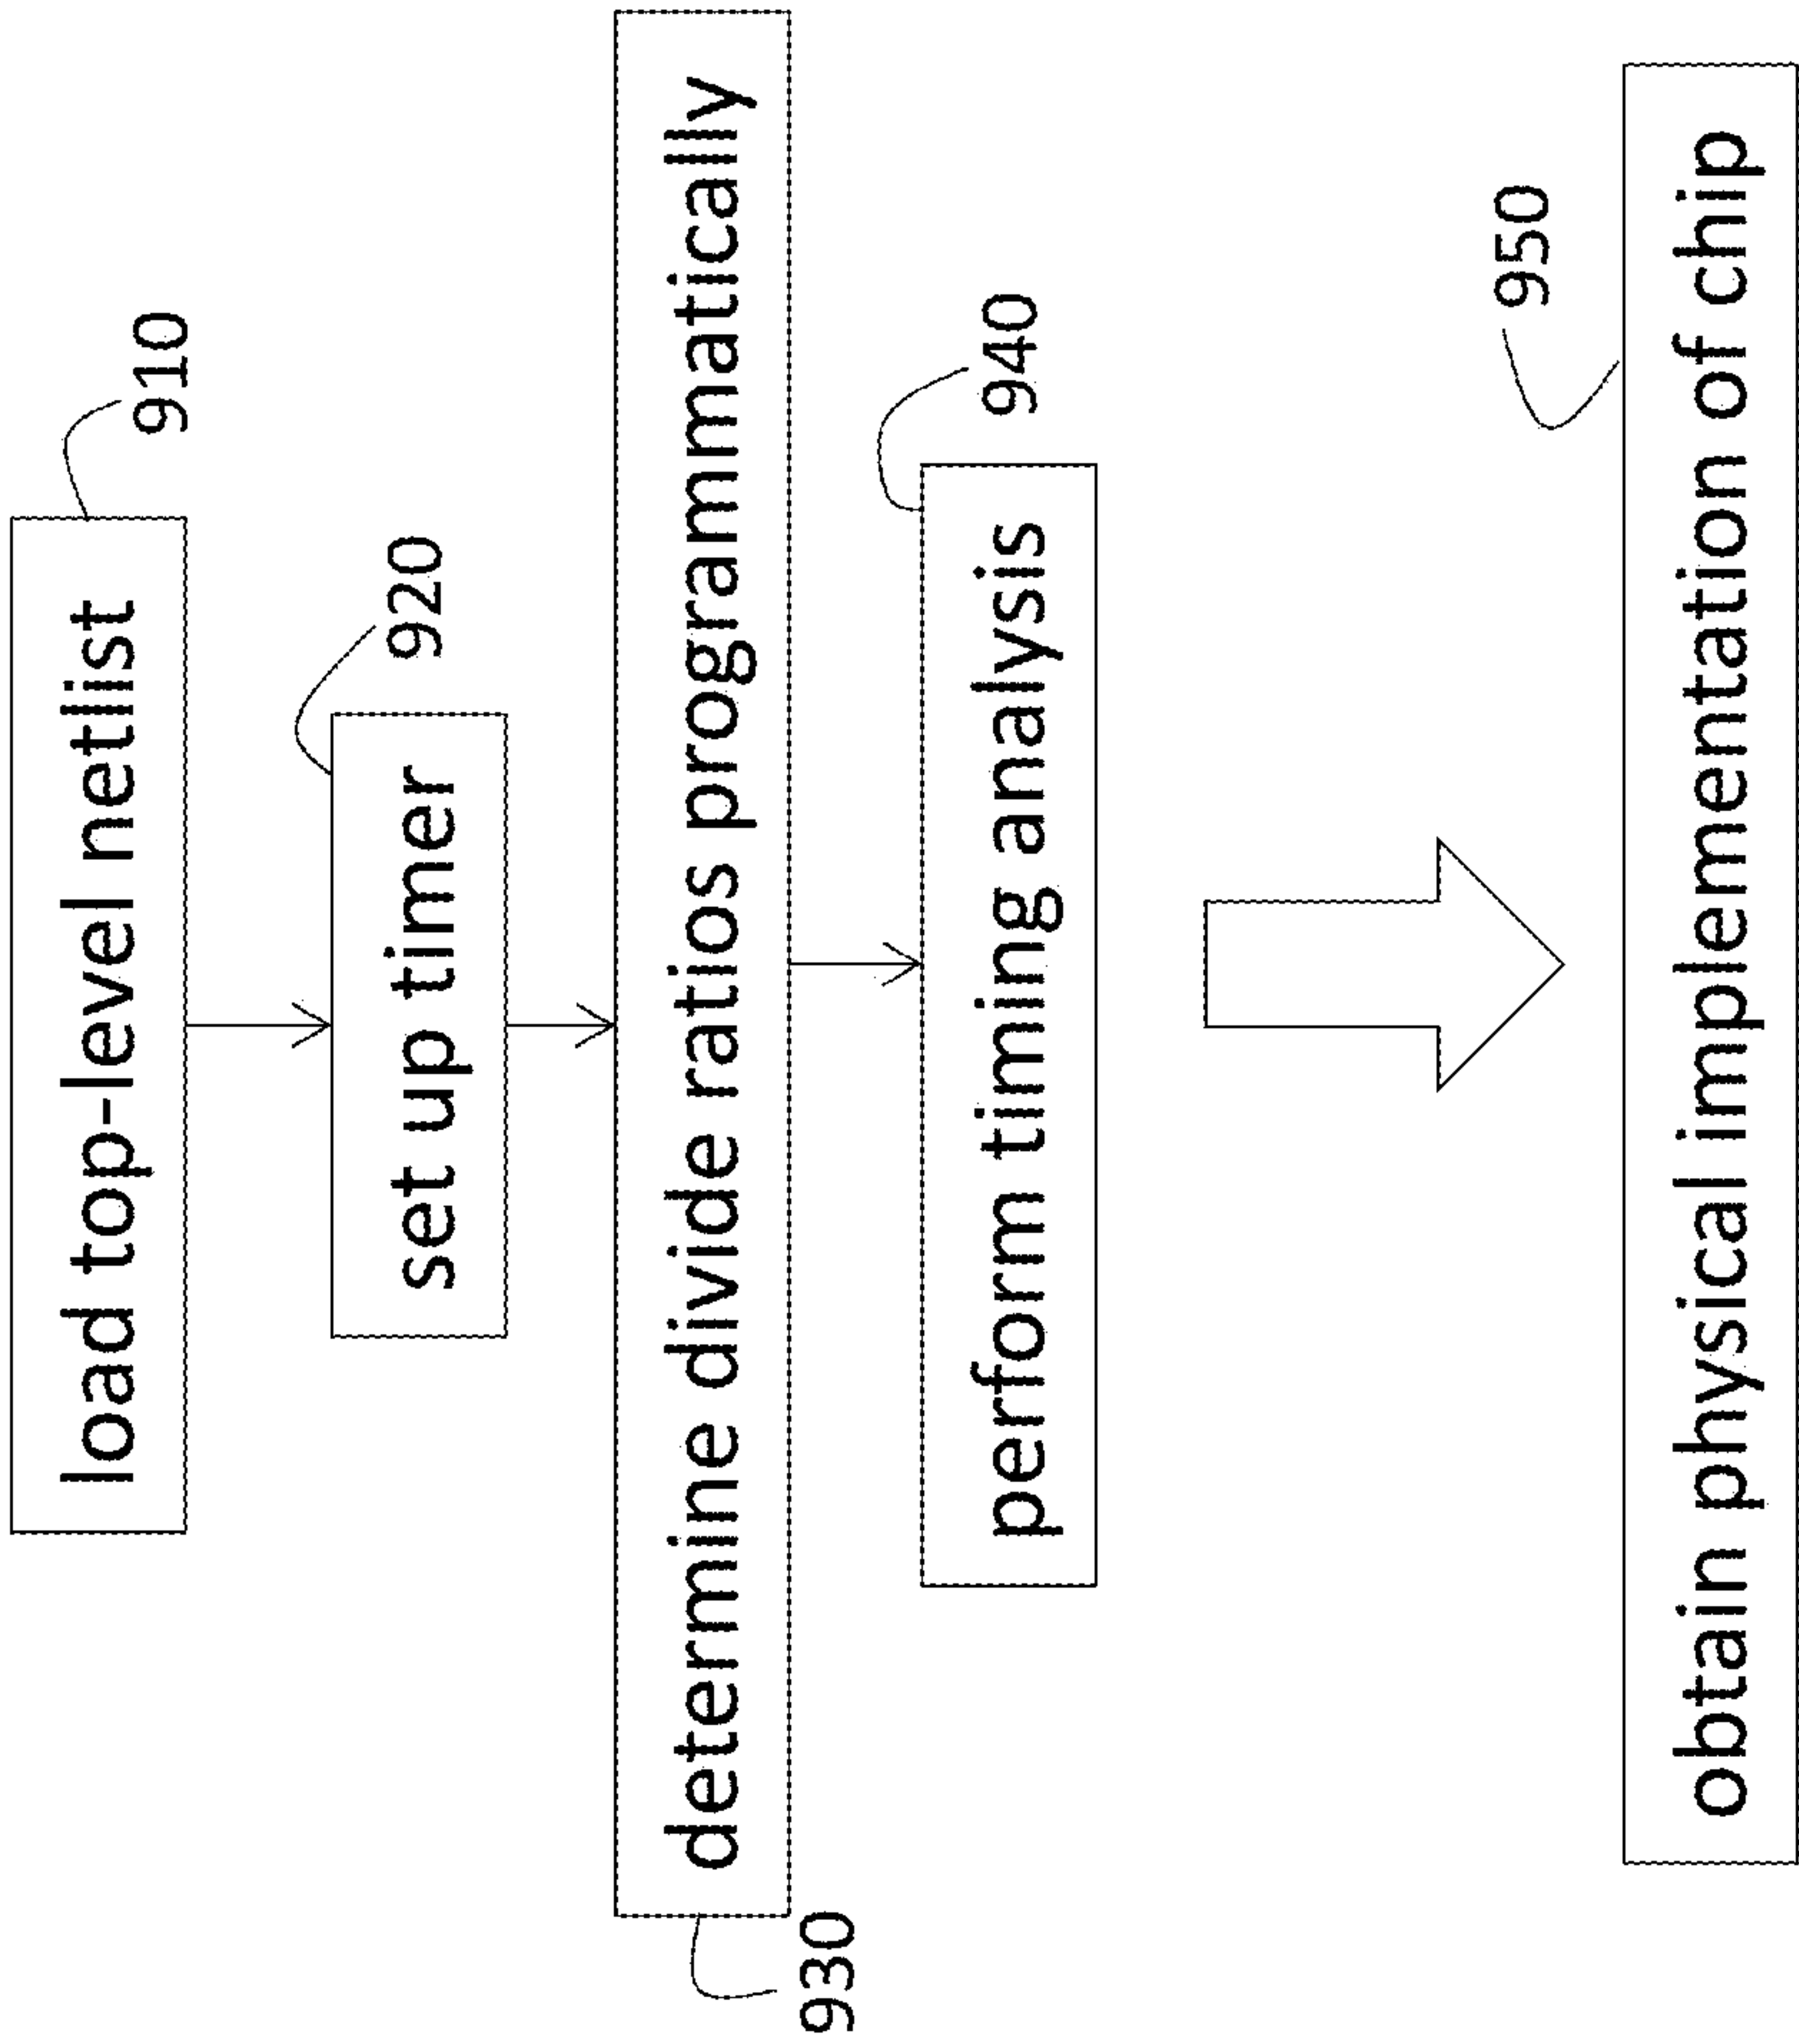 load top-level netlist
910
set up timer
920
determine divide ratios programmatically
930
perform timing analysis
940
obtain physical implementation of chip
950